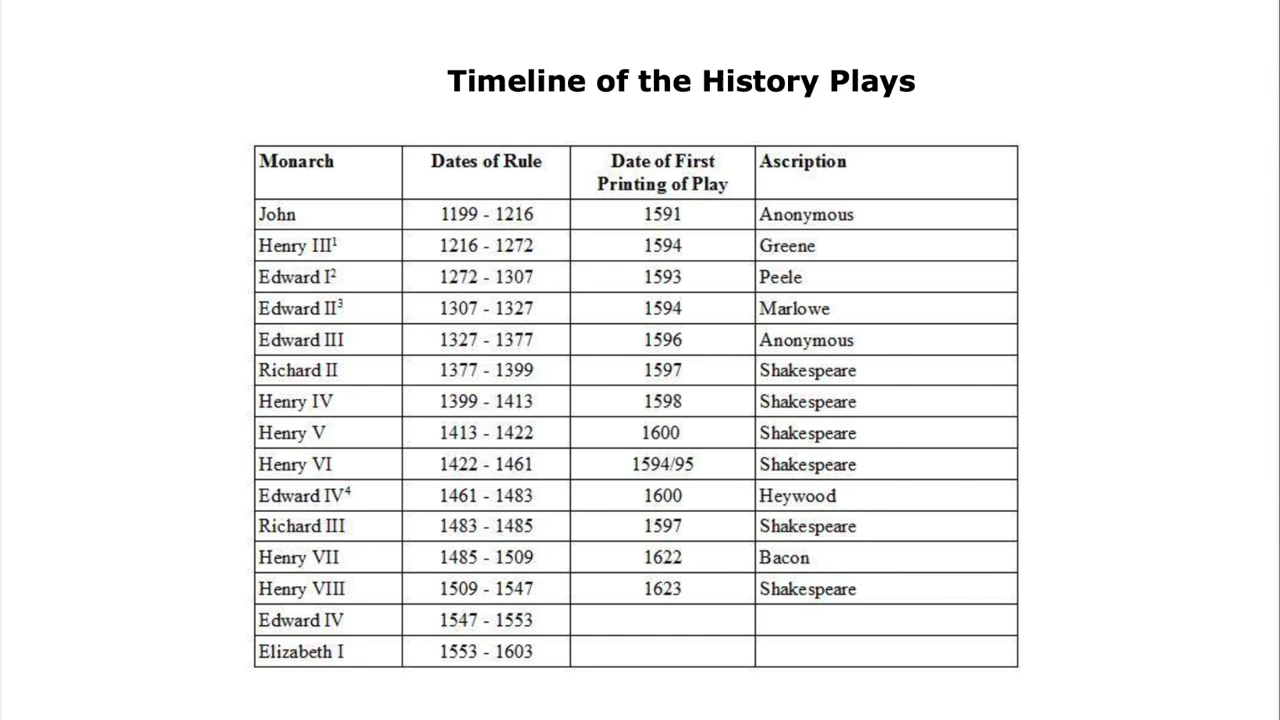 Timeline of the History Plays
Monarch Dates of Rule Date of First Printing of Play Ascription
John 1199 - 1216 1591 Anonymous
Henry III¹ 1216 - 1272 1594 Greene
Edward I² 1272 - 1307 1593 Peele
Edward II³ 1307 - 1327 1594 Marlowe
Edward III 1327 - 1377 1596 Anonymous
Richard II 1377 - 1399 1597 Shakespeare
Henry IV 1399 - 1413 1598 Shakespeare
Henry V 1413 - 1422 1600 Shakespeare
Henry VI 1422 - 1461 1594/95 Shakespeare
Edward IV⁴ 1461 - 1483 1600 Heywood
Richard III 1483 - 1485 1597 Shakespeare
Henry VII 1485 - 1509 1622 Bacon
Henry VIII 1509 - 1547 1623 Shakespeare
Edward IV 1547 - 1553
Elizabeth I 1553 - 1603